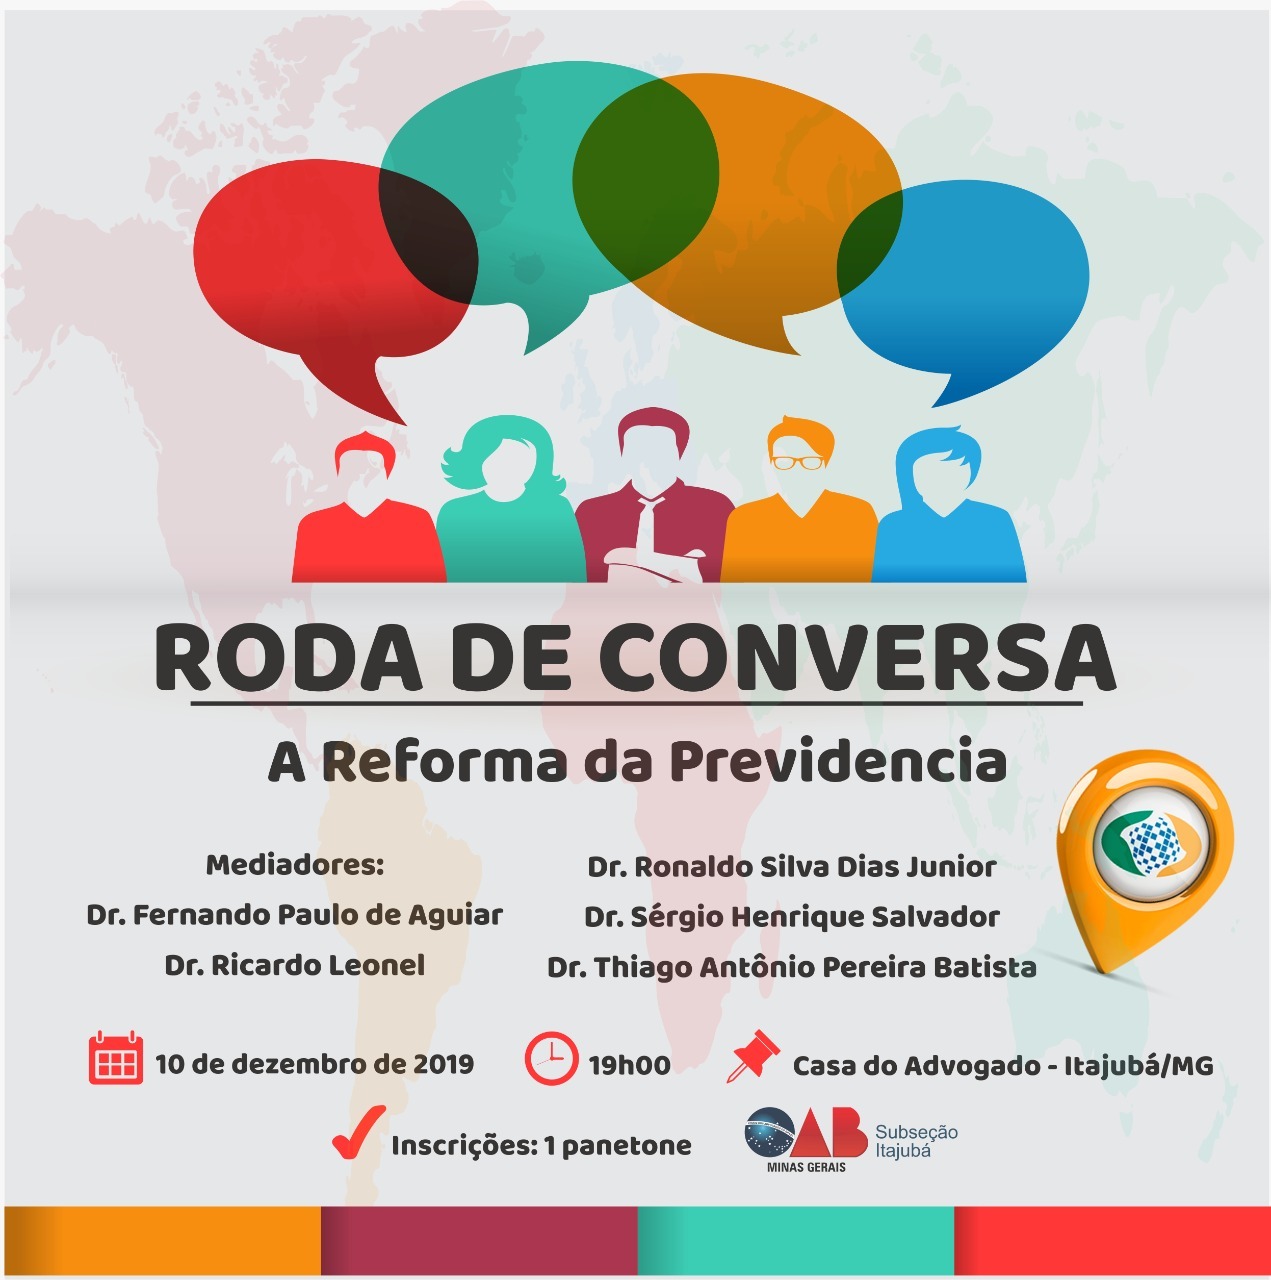 RODA DE CONVERSA
A Reforma da Previdencia
Mediadores:
Dr. Fernando Paulo de Aguiar
Dr. Ricardo Leonel
Dr. Ronaldo Silva Dias Junior
Dr. Sérgio Henrique Salvador
Dr. Thiago Antônio Pereira Batista
10 de dezembro de 2019
19h00
Casa do Advogado - Itajubá/MG
Inscrições: 1 panetone
OAB
MINAS GERAIS
Subseção
Itajubá